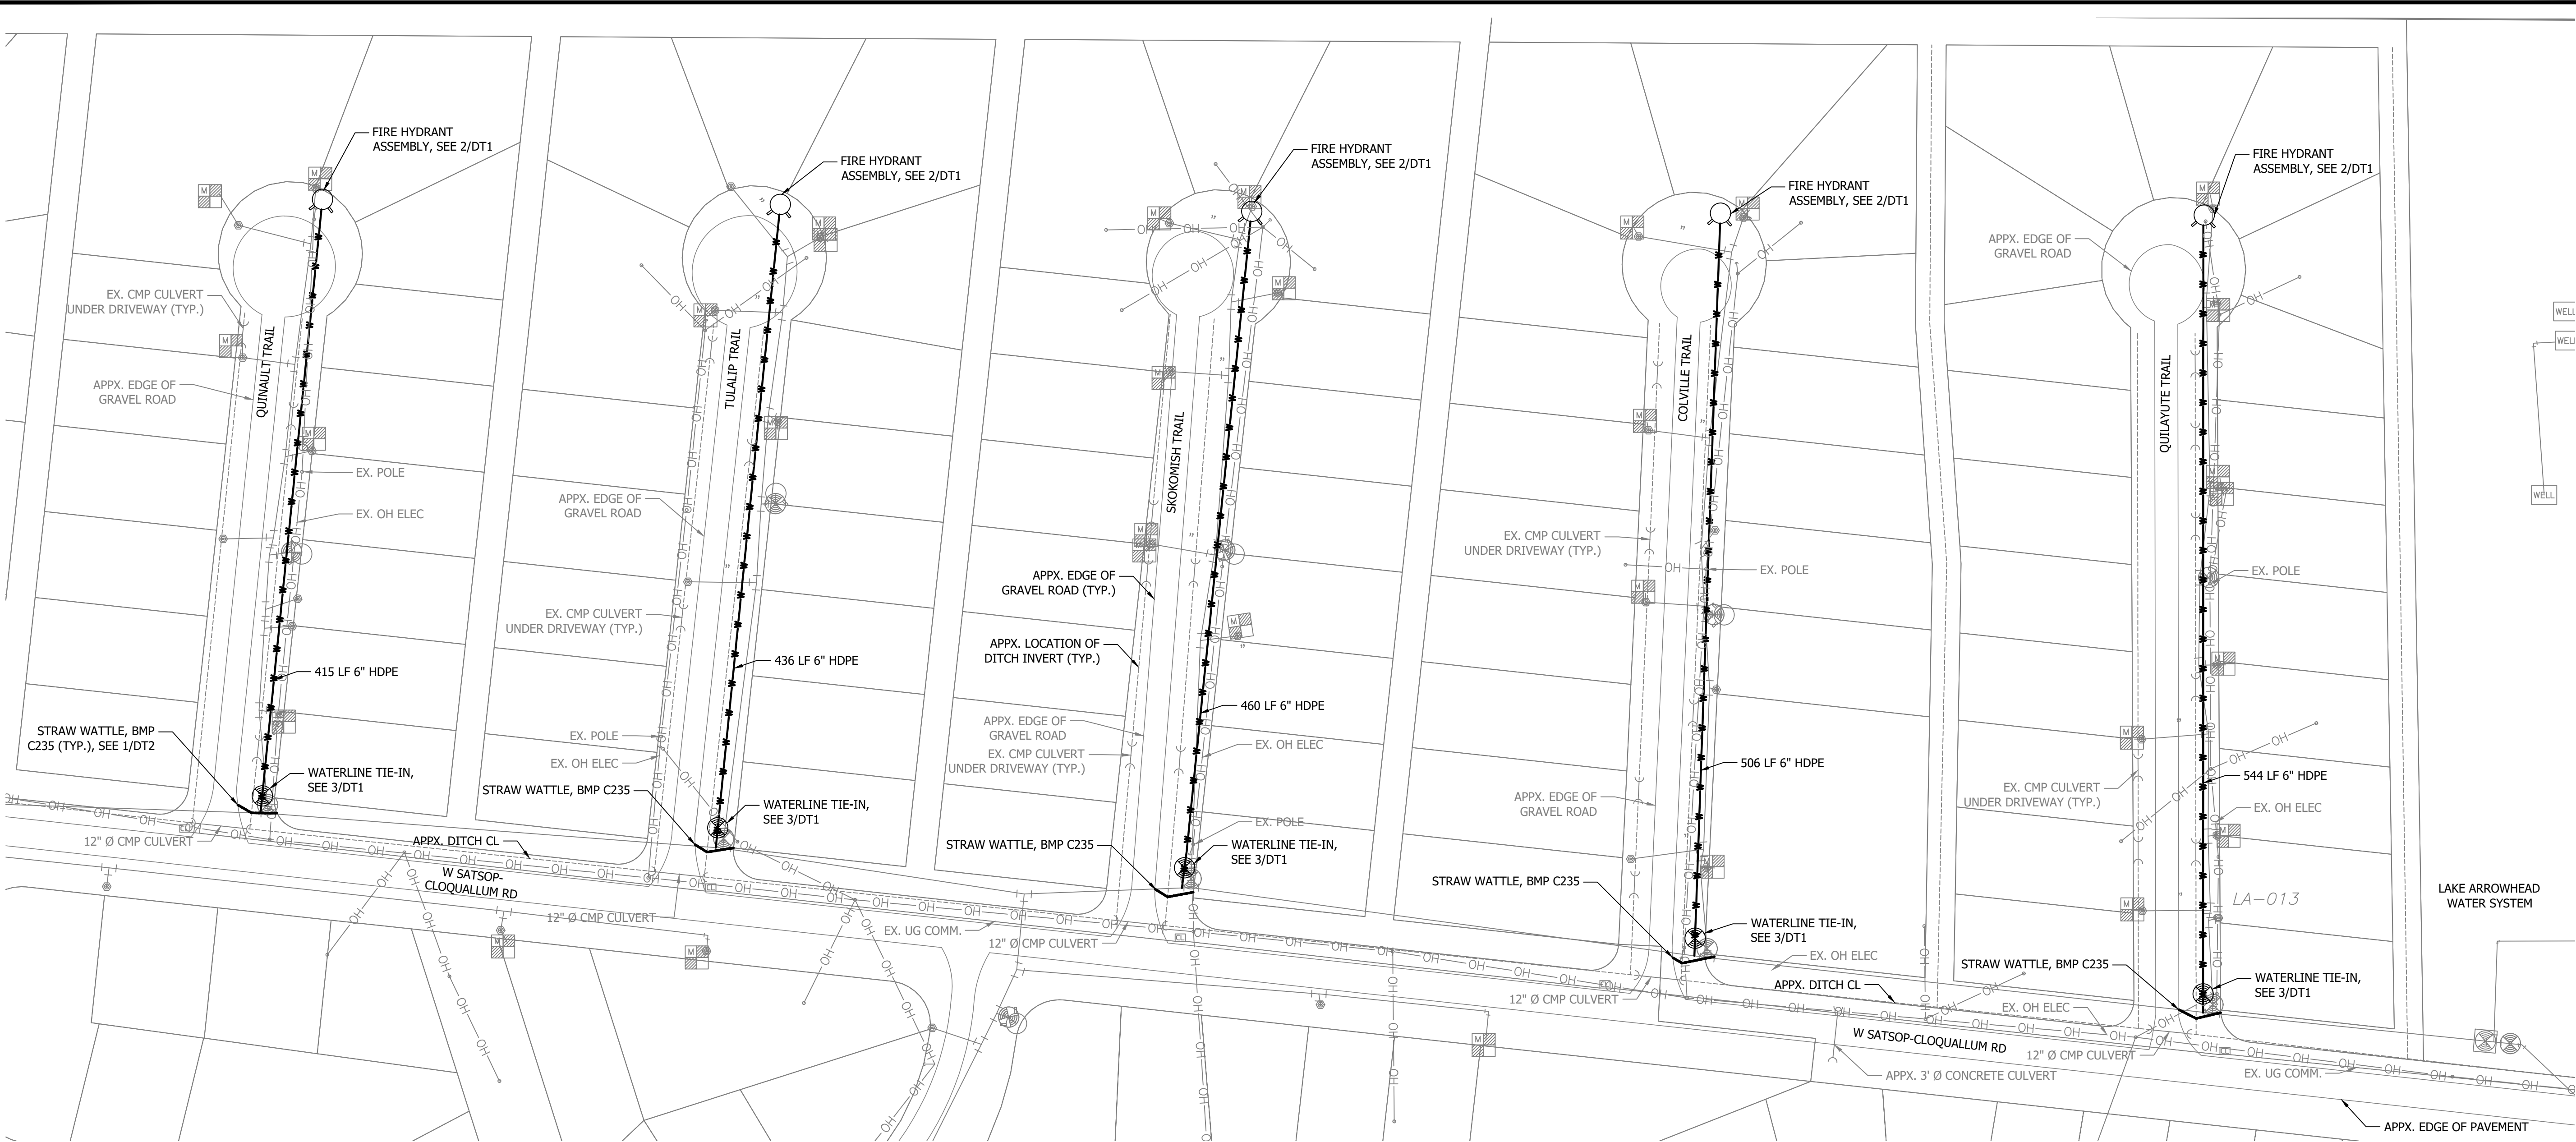 FIRE HYDRANT
ASSEMBLY, SEE 2/DT1
M
M
EX. CMP CULVERT
UNDER DRIVEWAY (TYP.)
M
QUINAULT TRAIL
APPX. EDGE OF
GRAVEL ROAD
M
EX. POLE
EX. OH ELEC
415 LF 6" HDPE
STRAW WATTLE, BMP
C235 (TYP.), SEE 1/DT2
WATERLINE TIE-IN,
SEE 3/DT1
12" Ø CMP CULVERT
FIRE HYDRANT
ASSEMBLY, SEE 2/DT1
M
M
TULALIP TRAIL
M
APPX. EDGE OF
GRAVEL ROAD
EX. CMP CULVERT
UNDER DRIVEWAY (TYP.)
436 LF 6" HDPE
EX. POLE
EX. OH ELEC
STRAW WATTLE, BMP C235
WATERLINE TIE-IN,
SEE 3/DT1
APPX. DITCH CL
W SATSOP-
CLOQUALLUM RD
12" Ø CMP CULVERT
M
M
FIRE HYDRANT
ASSEMBLY, SEE 2/DT1
M
M
M
M
SKOKOMISH TRAIL
M
APPX. EDGE OF
GRAVEL ROAD (TYP.)
M
APPX. LOCATION OF
DITCH INVERT (TYP.)
460 LF 6" HDPE
APPX. EDGE OF
GRAVEL ROAD
EX. CMP CULVERT
UNDER DRIVEWAY (TYP.)
EX. OH ELEC
EX. POLE
STRAW WATTLE, BMP C235
WATERLINE TIE-IN,
SEE 3/DT1
EX. UG COMM.
12" Ø CMP CULVERT
M
FIRE HYDRANT
ASSEMBLY, SEE 2/DT1
M
M
COLVILLE TRAIL
M
EX. CMP CULVERT
UNDER DRIVEWAY (TYP.)
EX. POLE
M
506 LF 6" HDPE
APPX. EDGE OF
GRAVEL ROAD
M
STRAW WATTLE, BMP C235
WATERLINE TIE-IN,
SEE 3/DT1
EX. OH ELEC
12" Ø CMP CULVERT
APPX. DITCH CL
W SATSOP-CLOQUALLUM RD
APPX. 3' Ø CONCRETE CULVERT
FIRE HYDRANT
ASSEMBLY, SEE 2/DT1
M
APPX. EDGE OF
GRAVEL ROAD
QUILAYUTE TRAIL
M
EX. POLE
M
M
544 LF 6" HDPE
EX. CMP CULVERT
UNDER DRIVEWAY (TYP.)
EX. OH ELEC
M
M
LA-013
STRAW WATTLE, BMP C235
WATERLINE TIE-IN,
SEE 3/DT1
EX. OH ELEC
12" Ø CMP CULVERT
EX. UG COMM.
WELL
WELL
WELL
LAKE ARROWHEAD
WATER SYSTEM
APPX. EDGE OF PAVEMENT
OH
OH
OH
OH
OH
OH